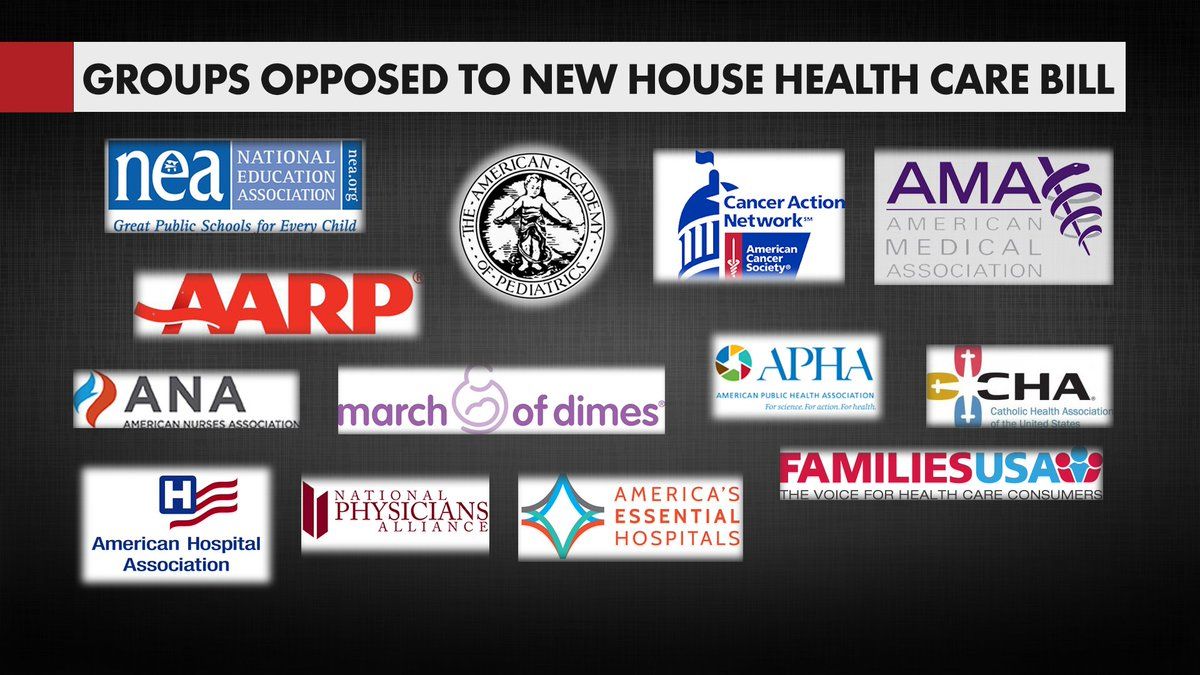 GROUPS OPPOSED TO NEW HOUSE HEALTH CARE BILL
nea
NATIONAL
EDUCATION
ASSOCIATION
nea.org
Great Public Schools for Every Child
·THE·AMERICAN·ACADEMY·
OF·PEDIATRICS
Cancer Action
Network℠
American
Cancer
Society®
AMA
AMERICAN
MEDICAL
ASSOCIATION
AARP®
ANA
AMERICAN NURSES ASSOCIATION
march of dimes®
APHA
AMERICAN PUBLIC HEALTH ASSOCIATION
For science. For action. For health.
CHA®
Catholic Health Association
of the United States
FAMILIESUSA
THE VOICE FOR HEALTH CARE CONSUMERS
H
American Hospital
Association
NATIONAL
PHYSICIANS
ALLIANCE
AMERICA'S
ESSENTIAL
HOSPITALS